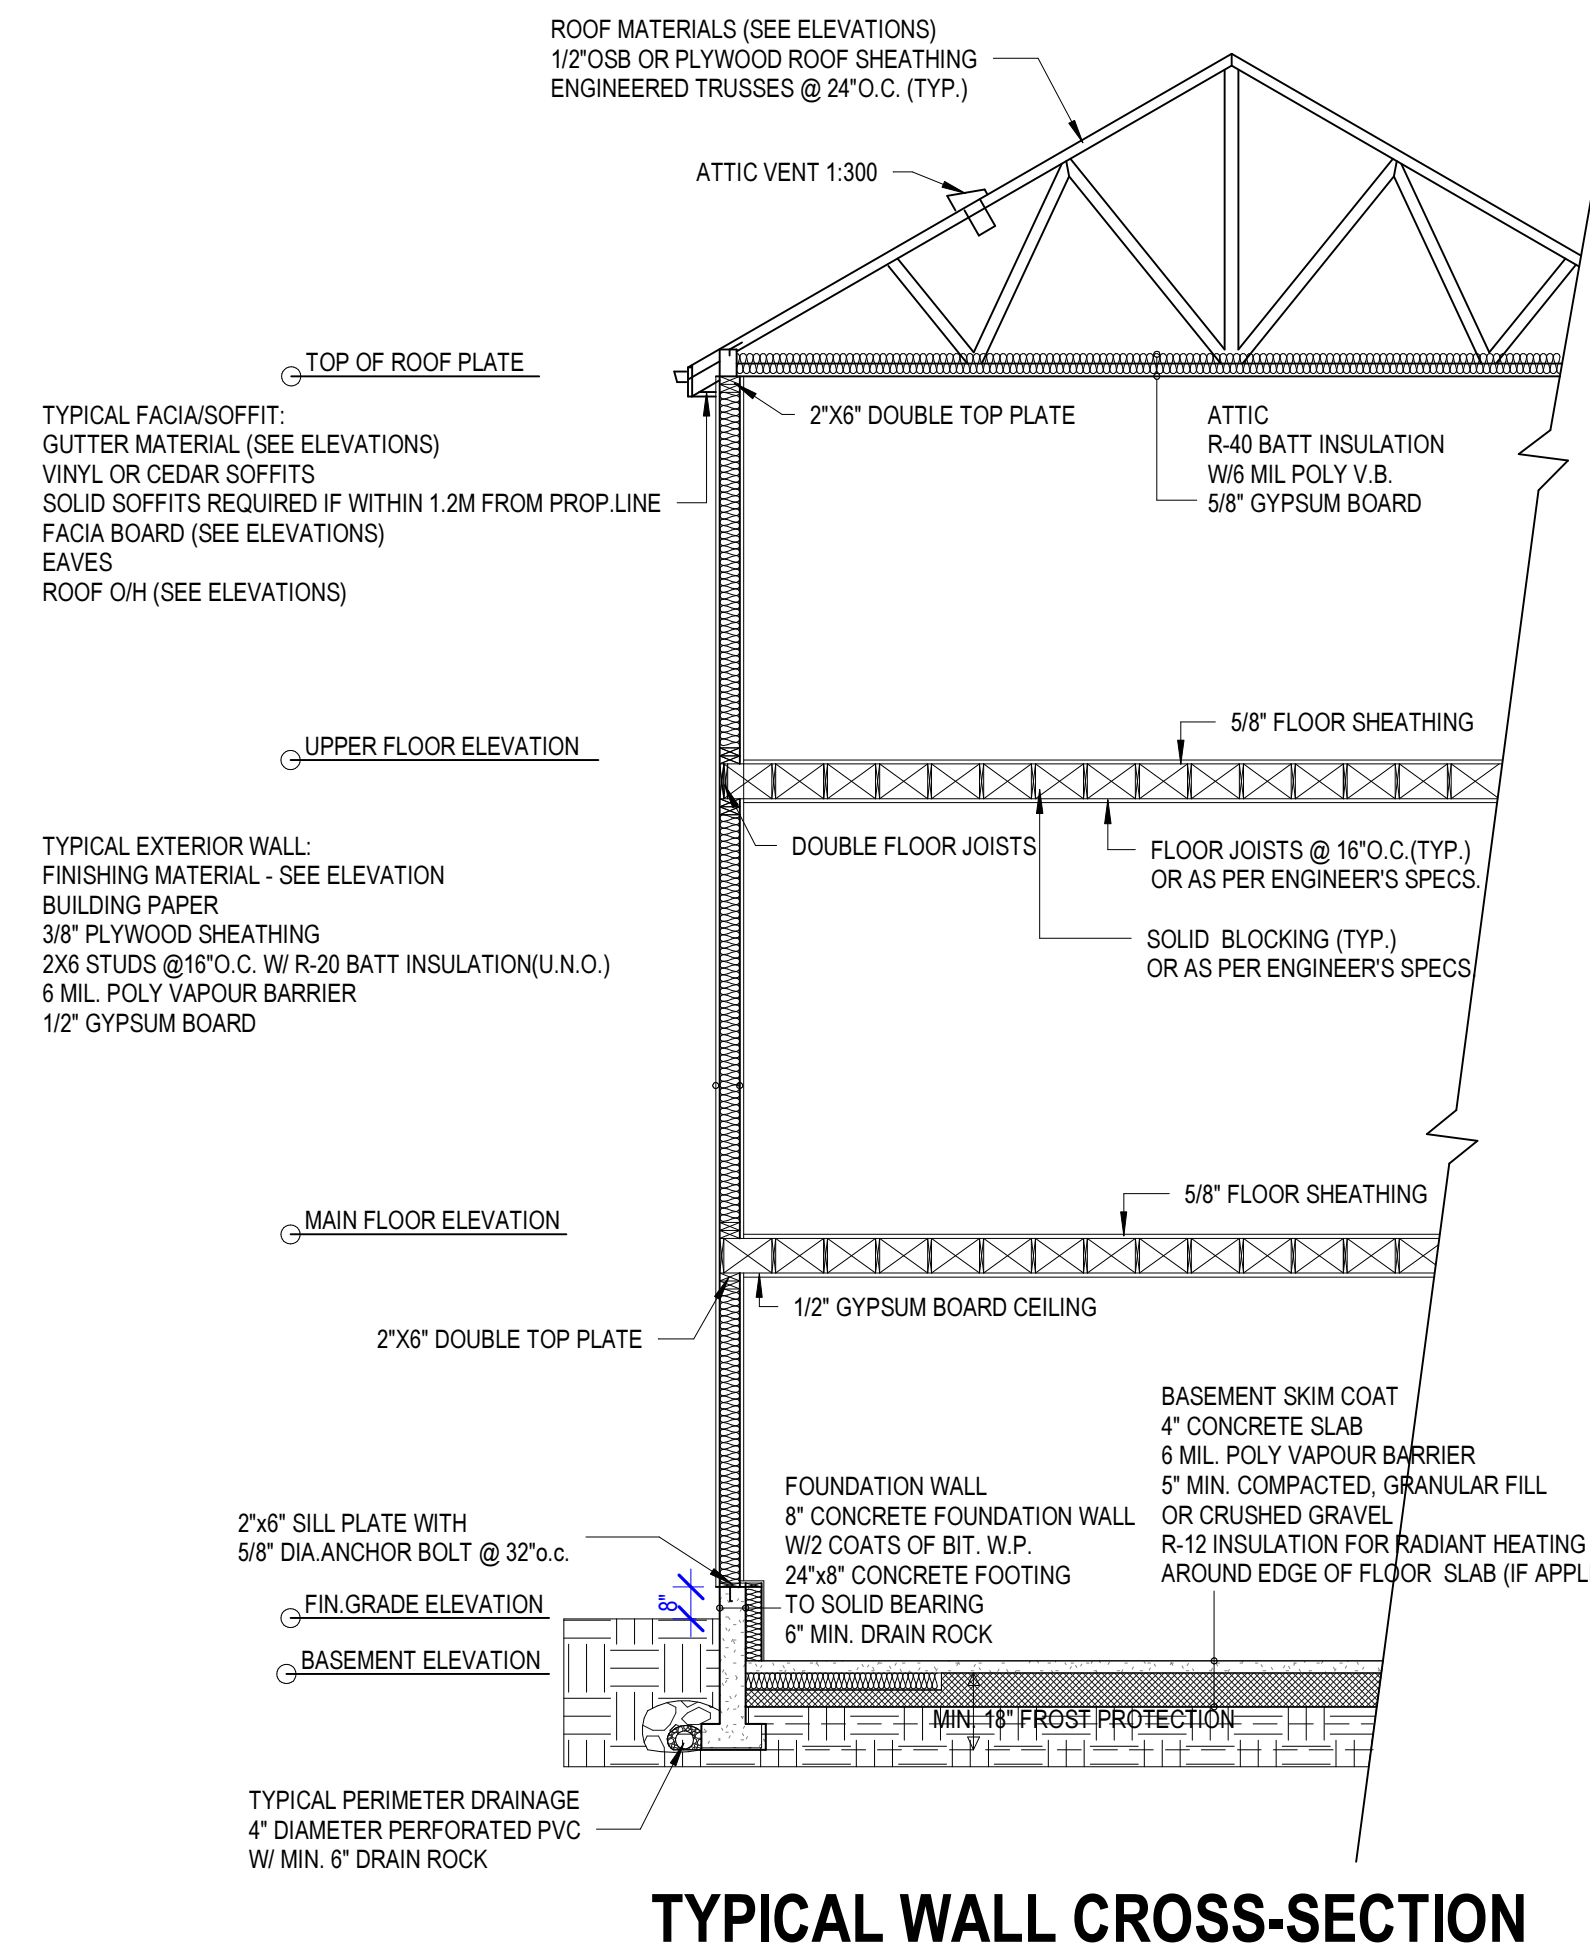 ROOF MATERIALS (SEE ELEVATIONS)
1/2"OSB OR PLYWOOD ROOF SHEATHING
ENGINEERED TRUSSES @ 24"O.C. (TYP.)
ATTIC VENT 1:300
TOP OF ROOF PLATE
TYPICAL FACIA/SOFFIT:
GUTTER MATERIAL (SEE ELEVATIONS)
VINYL OR CEDAR SOFFITS
SOLID SOFFITS REQUIRED IF WITHIN 1.2M FROM PROP.LINE
FACIA BOARD (SEE ELEVATIONS)
EAVES
ROOF O/H (SEE ELEVATIONS)
2"X6" DOUBLE TOP PLATE
ATTIC
R-40 BATT INSULATION
W/6 MIL POLY V.B.
5/8" GYPSUM BOARD
5/8" FLOOR SHEATHING
UPPER FLOOR ELEVATION
DOUBLE FLOOR JOISTS
FLOOR JOISTS @ 16"O.C.(TYP.)
OR AS PER ENGINEER'S SPECS.
SOLID BLOCKING (TYP.)
OR AS PER ENGINEER'S SPECS.
TYPICAL EXTERIOR WALL:
FINISHING MATERIAL - SEE ELEVATION
BUILDING PAPER
3/8" PLYWOOD SHEATHING
2X6 STUDS @16"O.C. W/ R-20 BATT INSULATION(U.N.O.)
6 MIL. POLY VAPOUR BARRIER
1/2" GYPSUM BOARD
5/8" FLOOR SHEATHING
MAIN FLOOR ELEVATION
1/2" GYPSUM BOARD CEILING
2"X6" DOUBLE TOP PLATE
BASEMENT SKIM COAT
4" CONCRETE SLAB
6 MIL. POLY VAPOUR BARRIER
5" MIN. COMPACTED, GRANULAR FILL
OR CRUSHED GRAVEL
R-12 INSULATION FOR RADIANT HEATING
AROUND EDGE OF FLOOR SLAB (IF
FOUNDATION WALL
8" CONCRETE FOUNDATION WALL
W/2 COATS OF BIT. W.P.
24"x8" CONCRETE FOOTING
TO SOLID BEARING
6" MIN. DRAIN ROCK
2"x6" SILL PLATE WITH
5/8" DIA.ANCHOR BOLT @ 32"o.c.
8"
FIN.GRADE ELEVATION
BASEMENT ELEVATION
MIN. 18" FROST PROTECTION
TYPICAL PERIMETER DRAINAGE
4" DIAMETER PERFORATED PVC
W/ MIN. 6" DRAIN ROCK
TYPICAL WALL CROSS-SECTION